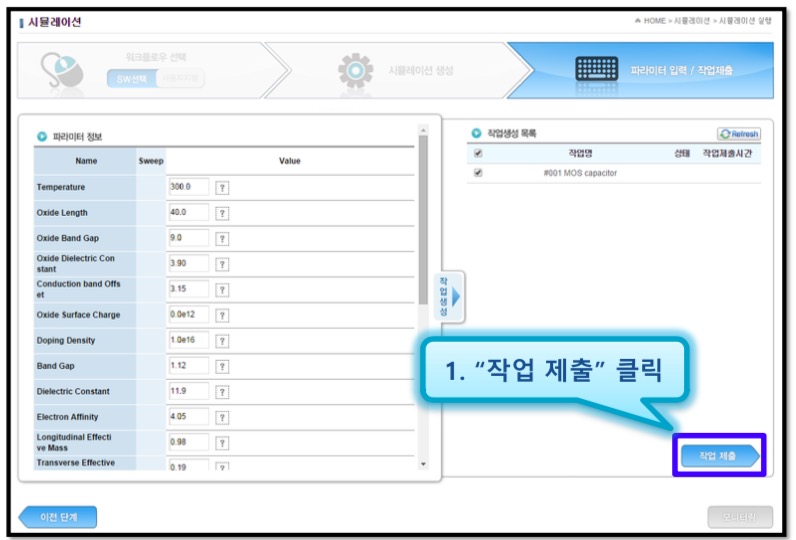 시뮬레이션
HOME > 시뮬레이션 > 시뮬레이션 실행
워크플로우 선택
SW선택
시뮬레이션 생성
파라미터 입력 / 작업제출
파라미터 정보
Name Sweep Value
Temperature 300.0 ?
Oxide Length 40.0 ?
Oxide Band Gap 9.0 ?
Oxide Dielectric Con
stant 3.90 ?
Conduction band Offs
et 3.15 ?
Oxide Surface Charge 0.0e12 ?
Doping Density 1.0e16 ?
Band Gap 1.12 ?
Dielectric Constant 11.9 ?
Electron Affinity 4.05 ?
Longitudinal Effecti
ve Mass 0.98 ?
Transverse Effective 0.19 ?
작업생성
작업생성 목록 Refresh
작업명 상태 작업제출시간
#001 MOS capacitor
1. “작업 제출” 클릭
작업 제출
이전 단계
모니터링